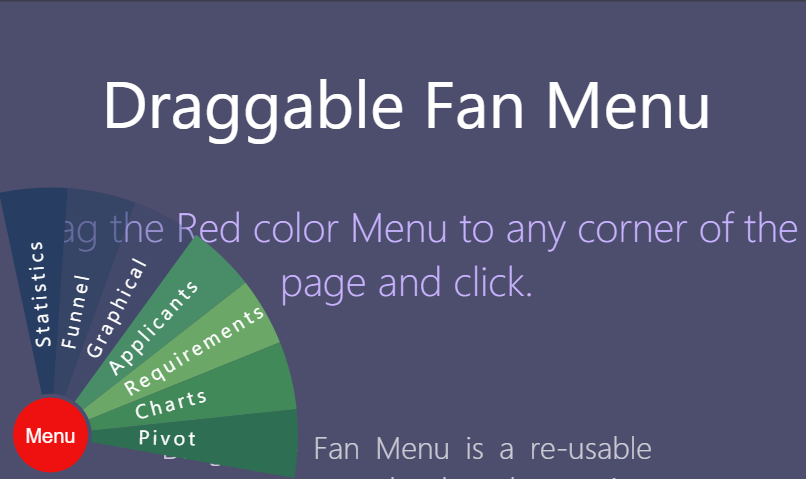 Draggable Fan Menu
the Red color Menu to any corner of the
page and click.
Statistics
Funnel
Graphical
Applicants
Requirements
Charts
Pivot
Menu
Fan Menu is a re-usable